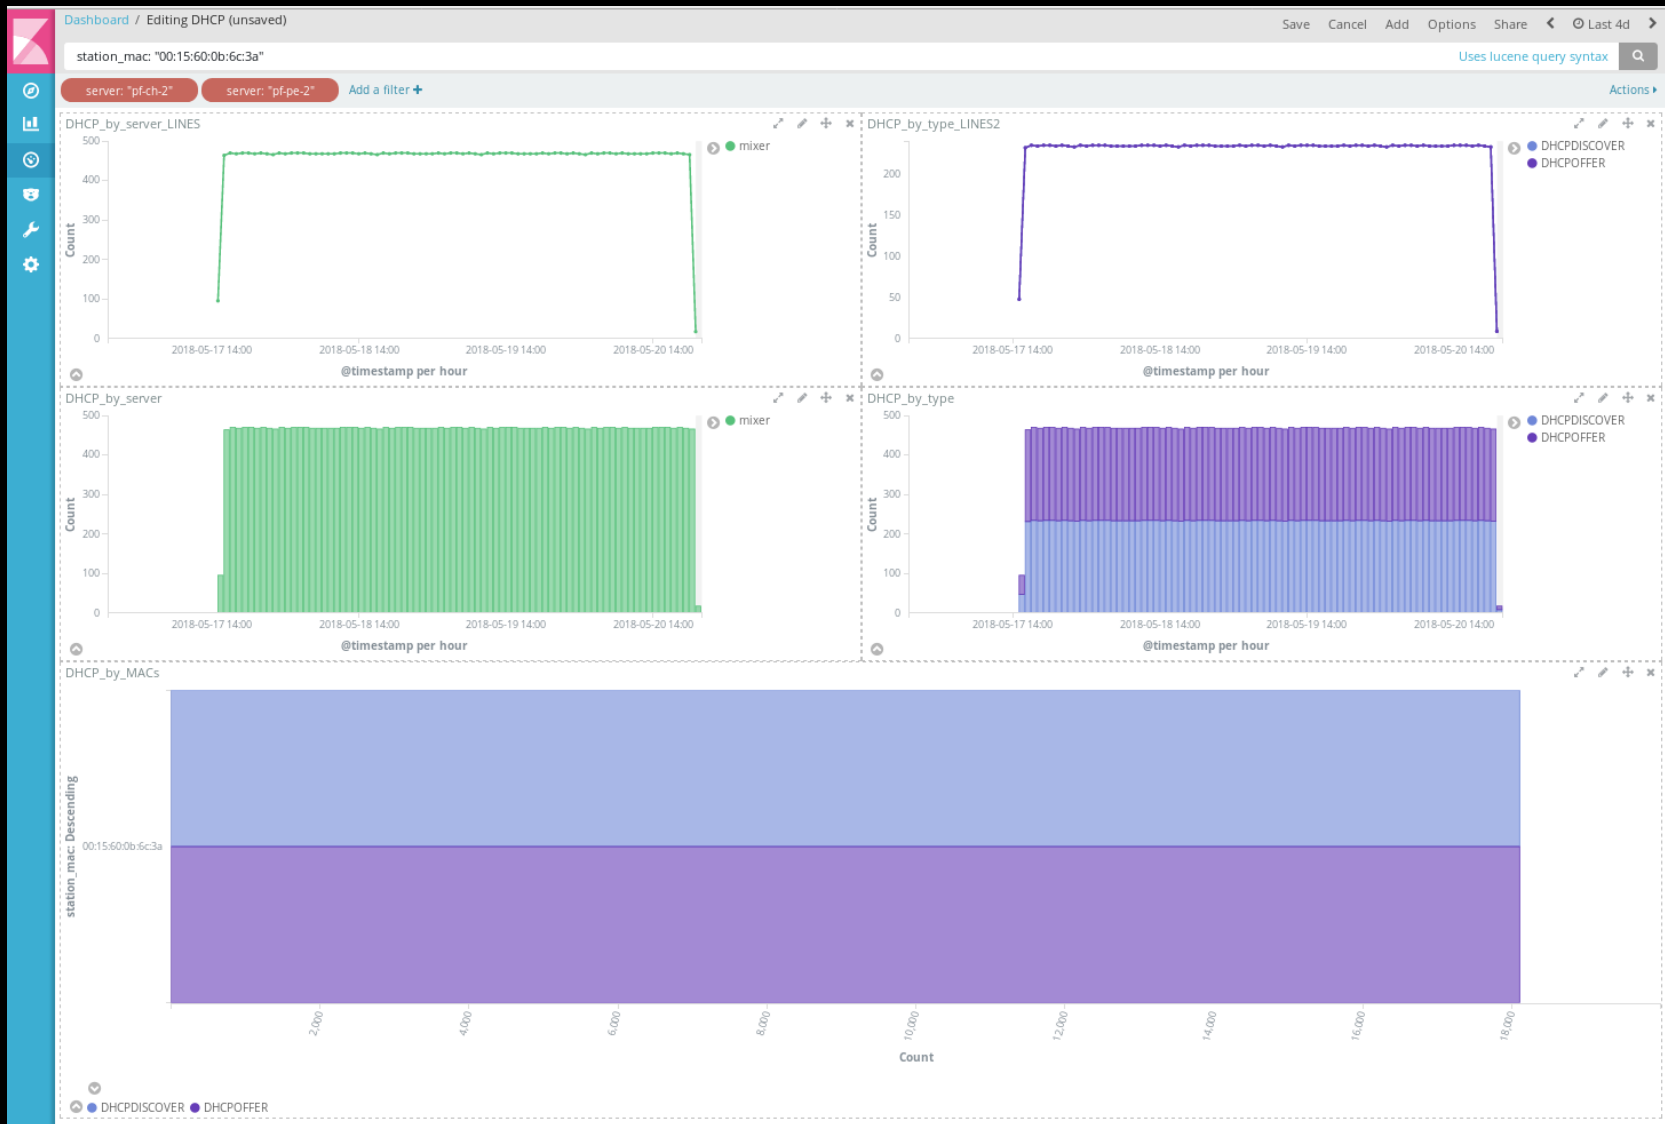 Dashboard / Editing DHCP (unsaved)
Save Cancel Add Options Share Last 4d
station_mac: "00:15:60:0b:6c:3a"
Uses lucene query syntax
server: "pf-ch-2" server: "pf-pe-2" Add a filter +
Actions
DHCP_by_server_LINES
500
400
300
200
100
0
Count
2018-05-17 14:00 2018-05-18 14:00 2018-05-19 14:00 2018-05-20 14:00
@timestamp per hour
mixer
DHCP_by_type_LINES2
200
150
100
50
0
Count
2018-05-17 14:00 2018-05-18 14:00 2018-05-19 14:00 2018-05-20 14:00
@timestamp per hour
DHCPDISCOVER
DHCPOFFER
DHCP_by_server
500
400
300
200
100
0
Count
2018-05-17 14:00 2018-05-18 14:00 2018-05-19 14:00 2018-05-20 14:00
@timestamp per hour
mixer
DHCP_by_type
500
400
300
200
100
0
Count
2018-05-17 14:00 2018-05-18 14:00 2018-05-19 14:00 2018-05-20 14:00
@timestamp per hour
DHCPDISCOVER
DHCPOFFER
DHCP_by_MACs
station_mac: Descending
00:15:60:0b:6c:3a
2,000 4,000 6,000 8,000 10,000 12,000 14,000 16,000 18,000
Count
DHCPDISCOVER DHCPOFFER